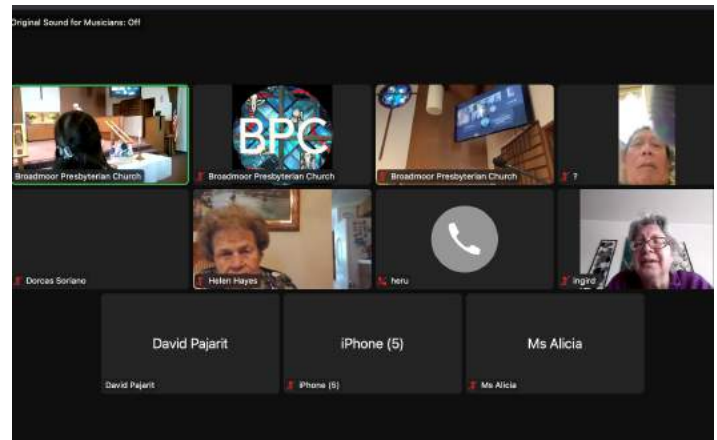 Original Sound for Musicians: Off
BPC
Broadmoor Presbyterian Church
Broadmoor Presbyterian Church
Broadmoor Presbyterian Church
?
Dorcas Soriano
Helen Hayes
heru
ingird
David Pajarit
iPhone (5)
Ms Alicia
David Pajarit
iPhone (5)
Ms Alicia